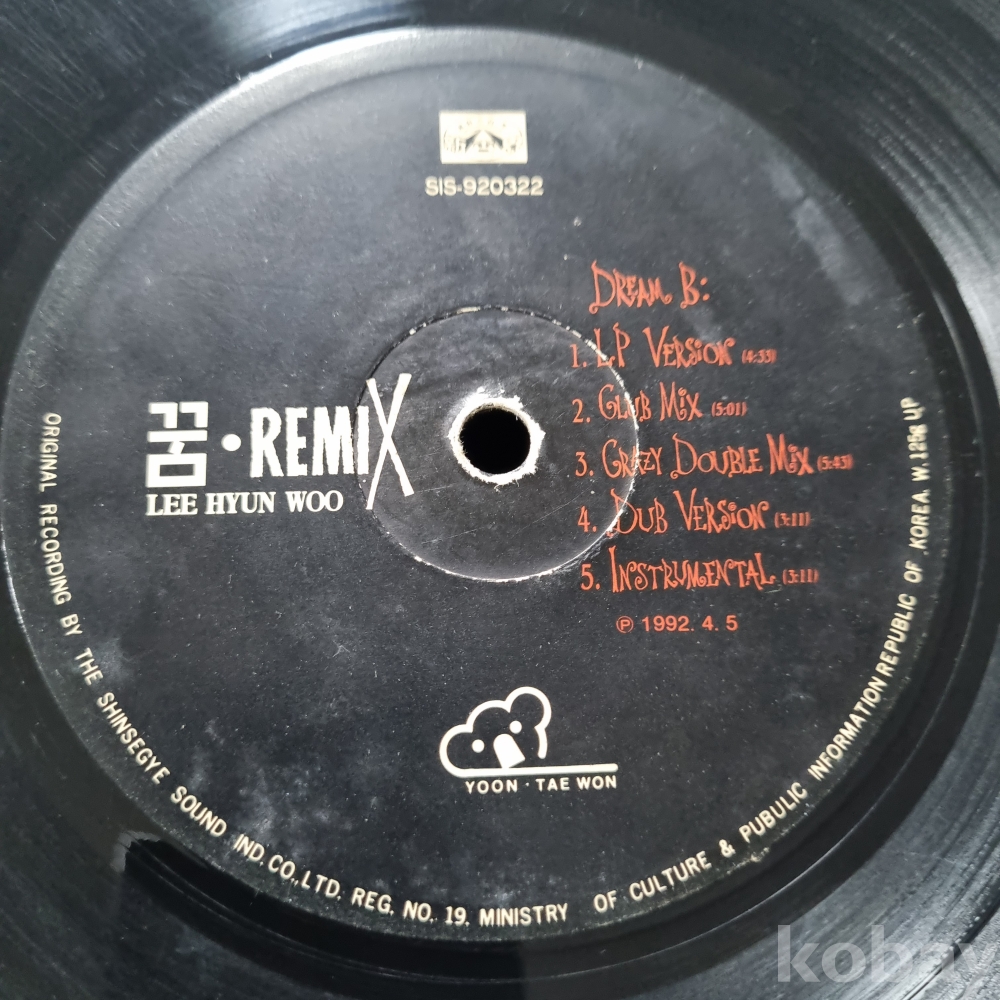 SIS-920322
DREAM B:
1. LP VERSION (4:33)
2. CLUB MIX (5:01)
3. CRAZY DOUBLE MIX (5:43)
4. DUB VERSION (3:11)
5. INSTRUMENTAL (3:11)
℗ 1992. 4. 5
꿈·REMIX
LEE HYUN WOO
YOON·TAE WON
ORIGINAL RECORDING BY THE SHINSEGYE SOUND IND.CO.,LTD. REG. NO. 19. MINISTRY OF CULTURE & PUBULIC INFORMATION REPUBLIC OF KOREA. W.125g UP